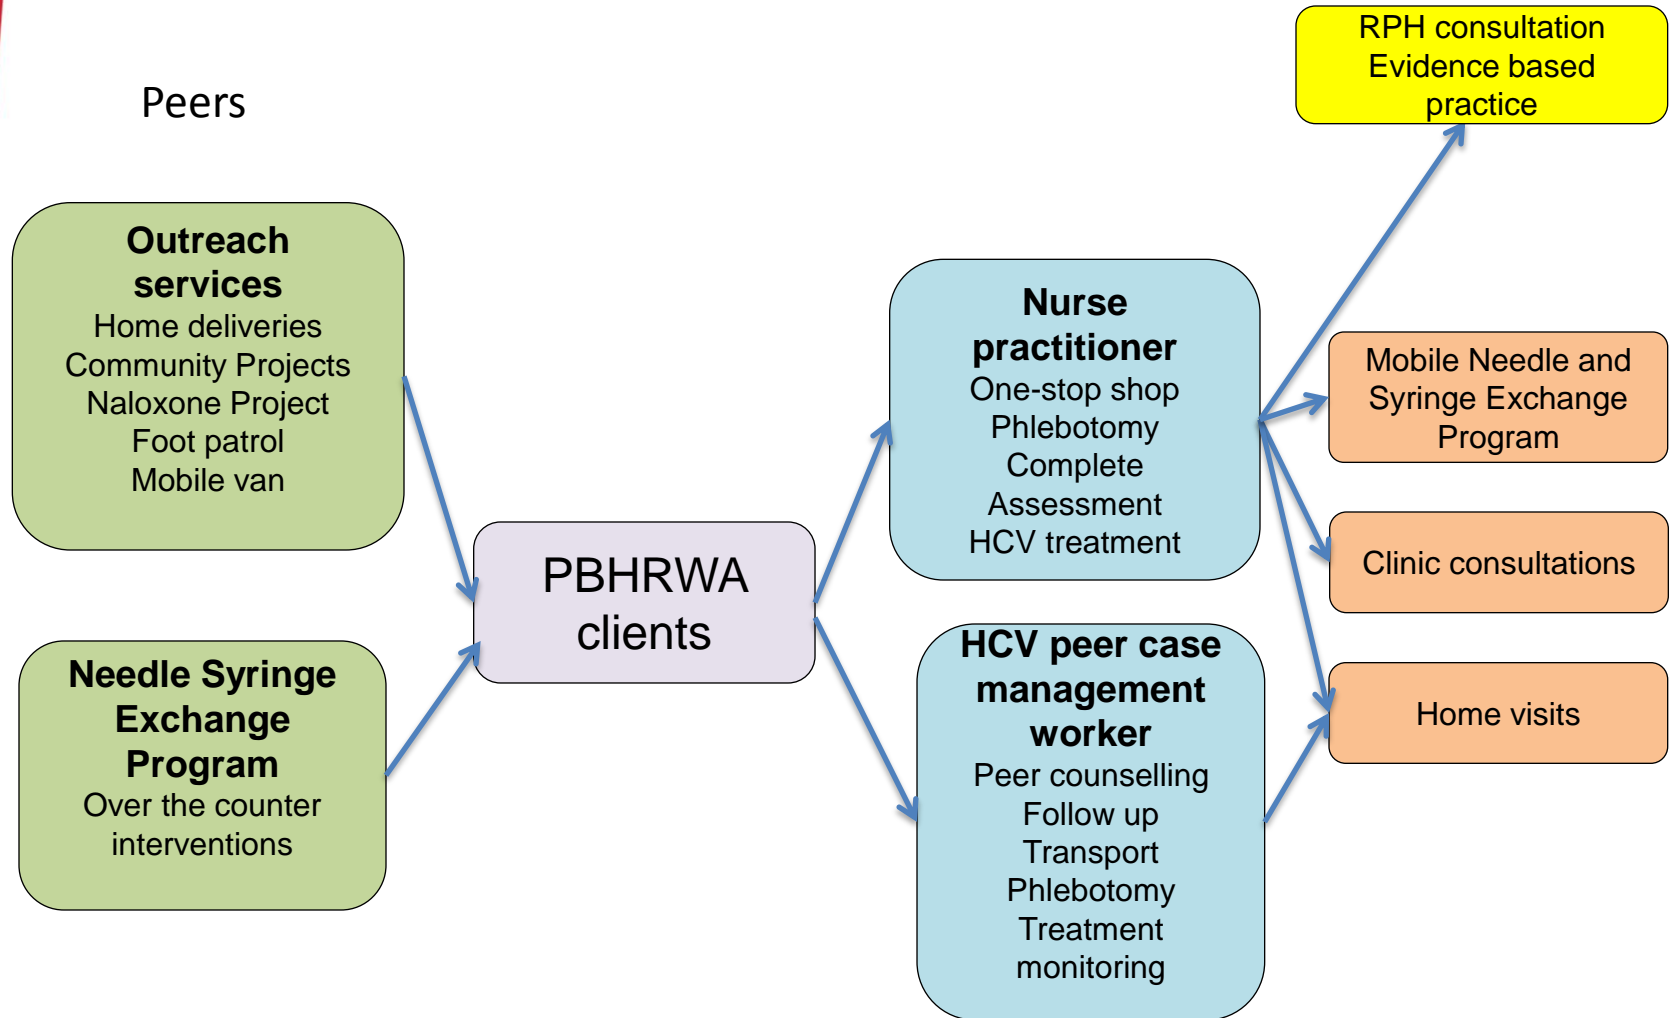 Peers
Outreach
services
Home deliveries
Community Projects
Naloxone Project
Foot patrol
Mobile van
Needle Syringe
Exchange
Program
Over the counter
interventions
PBHRWA
clients
Nurse
practitioner
One-stop shop
Phlebotomy
Complete
Assessment
HCV treatment
HCV peer case
management
worker
Peer counselling
Follow up
Transport
Phlebotomy
Treatment
monitoring
RPH consultation
Evidence based
practice
Mobile Needle and
Syringe Exchange
Program
Clinic consultations
Home visits